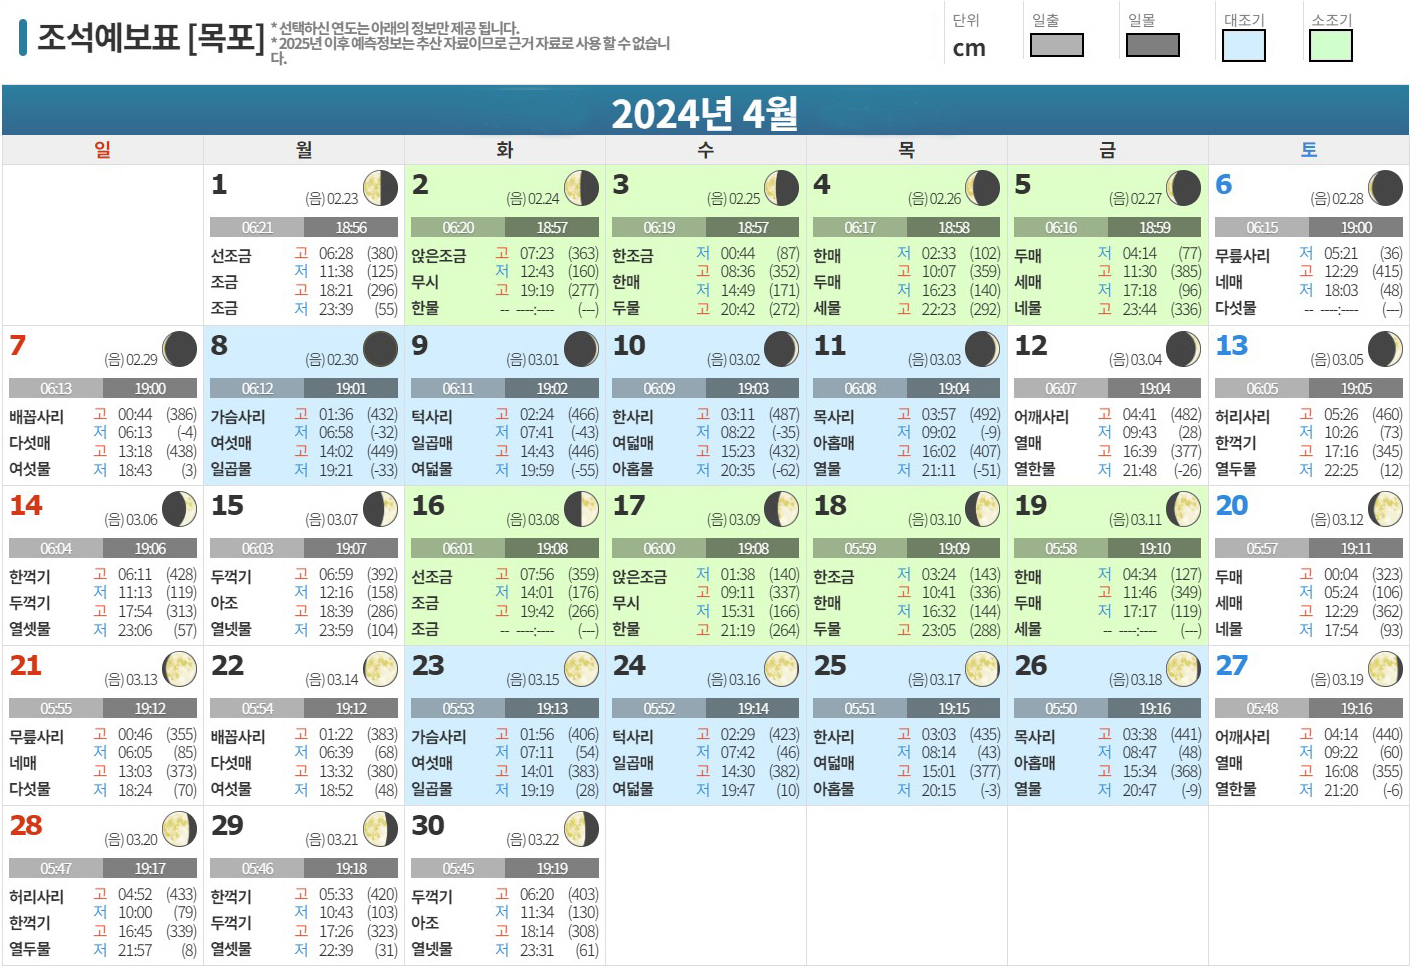 조석예보표 [목포]
* 선택하신 연도는 아래의 정보만 제공 됩니다.
* 2025년 이후 예측정보는 추산 자료이므로 근거 자료로 사용 할 수 없습니
다.
단위 일출 일몰 대조기 소조기
cm
2024년 4월
일 월 화 수 목 금 토
1 (음) 02.23
06:21 18:56
선조금 조금 조금
고 06:28 (380)
저 11:38 (125)
고 18:21 (296)
저 23:39 (55)
2 (음) 02.24
06:20 18:57
앉은조금 무시 한물
고 07:23 (363)
저 12:43 (160)
고 19:19 (277)
-- ----:---- (---)
3 (음) 02.25
06:19 18:57
한조금 한매 두물
저 00:44 (87)
고 08:36 (352)
저 14:49 (171)
고 20:42 (272)
4 (음) 02.26
06:17 18:58
한매 두매 세물
저 02:33 (102)
고 10:07 (359)
저 16:23 (140)
고 22:23 (292)
5 (음) 02.27
06:16 18:59
두매 세매 네물
저 04:14 (77)
고 11:30 (385)
저 17:18 (96)
고 23:44 (336)
6 (음) 02.28
06:15 19:00
무릎사리 네매 다섯물
저 05:21 (36)
고 12:29 (415)
저 18:03 (48)
-- ----:---- (---)
7 (음) 02.29
06:13 19:00
배꼽사리 다섯매 여섯물
고 00:44 (386)
저 06:13 (-4)
고 13:18 (438)
저 18:43 (3)
8 (음) 02.30
06:12 19:01
가슴사리 여섯매 일곱물
고 01:36 (432)
저 06:58 (-32)
고 14:02 (449)
저 19:21 (-33)
9 (음) 03.01
06:11 19:02
턱사리 일곱매 여덟물
고 02:24 (466)
저 07:41 (-43)
고 14:43 (446)
저 19:59 (-55)
10 (음) 03.02
06:09 19:03
한사리 여덟매 아홉물
고 03:11 (487)
저 08:22 (-35)
고 15:23 (432)
저 20:35 (-62)
11 (음) 03.03
06:08 19:04
목사리 아홉매 열물
고 03:57 (492)
저 09:02 (-9)
고 16:02 (407)
저 21:11 (-51)
12 (음) 03.04
06:07 19:04
어깨사리 열매 열한물
고 04:41 (482)
저 09:43 (28)
고 16:39 (377)
저 21:48 (-26)
13 (음) 03.05
06:05 19:05
허리사리 한꺽기 열두물
고 05:26 (460)
저 10:26 (73)
고 17:16 (345)
저 22:25 (12)
14 (음) 03.06
06:04 19:06
한꺽기 두꺽기 열셋물
고 06:11 (428)
저 11:13 (119)
고 17:54 (313)
저 23:06 (57)
15 (음) 03.07
06:03 19:07
두꺽기 아조 열넷물
고 06:59 (392)
저 12:16 (158)
고 18:39 (286)
저 23:59 (104)
16 (음) 03.08
06:01 19:08
선조금 조금 조금
고 07:56 (359)
저 14:01 (176)
고 19:42 (266)
-- ----:---- (---)
17 (음) 03.09
06:00 19:08
앉은조금 무시 한물
저 01:38 (140)
고 09:11 (337)
저 15:31 (166)
고 21:19 (264)
18 (음) 03.10
05:59 19:09
한조금 한매 두물
저 03:24 (143)
고 10:41 (336)
저 16:32 (144)
고 23:05 (288)
19 (음) 03.11
05:58 19:10
한매 두매 세물
저 04:34 (127)
고 11:46 (349)
저 17:17 (119)
-- ----:---- (---)
20 (음) 03.12
05:57 19:11
두매 세매 네물
고 00:04 (323)
저 05:24 (106)
고 12:29 (362)
저 17:54 (93)
21 (음) 03.13
05:55 19:12
무릎사리 네매 다섯물
고 00:46 (355)
저 06:05 (85)
고 13:03 (373)
저 18:24 (70)
22 (음) 03.14
05:54 19:12
배꼽사리 다섯매 여섯물
고 01:22 (383)
저 06:39 (68)
고 13:32 (380)
저 18:52 (48)
23 (음) 03.15
05:53 19:13
가슴사리 여섯매 일곱물
고 01:56 (406)
저 07:11 (54)
고 14:01 (383)
저 19:19 (28)
24 (음) 03.16
05:52 19:14
턱사리 일곱매 여덟물
고 02:29 (423)
저 07:42 (46)
고 14:30 (382)
저 19:47 (10)
25 (음) 03.17
05:51 19:15
한사리 여덟매 아홉물
고 03:03 (435)
저 08:14 (43)
고 15:01 (377)
저 20:15 (-3)
26 (음) 03.18
05:50 19:16
목사리 아홉매 열물
고 03:38 (441)
저 08:47 (48)
고 15:34 (368)
저 20:47 (-9)
27 (음) 03.19
05:48 19:16
어깨사리 열매 열한물
고 04:14 (440)
저 09:22 (60)
고 16:08 (355)
저 21:20 (-6)
28 (음) 03.20
05:47 19:17
허리사리 한꺽기 열두물
고 04:52 (433)
저 10:00 (79)
고 16:45 (339)
저 21:57 (8)
29 (음) 03.21
05:46 19:18
한꺽기 두꺽기 열셋물
고 05:33 (420)
저 10:43 (103)
고 17:26 (323)
저 22:39 (31)
30 (음) 03.22
05:45 19:19
두꺽기 아조 열넷물
고 06:20 (403)
저 11:34 (130)
고 18:14 (308)
저 23:31 (61)